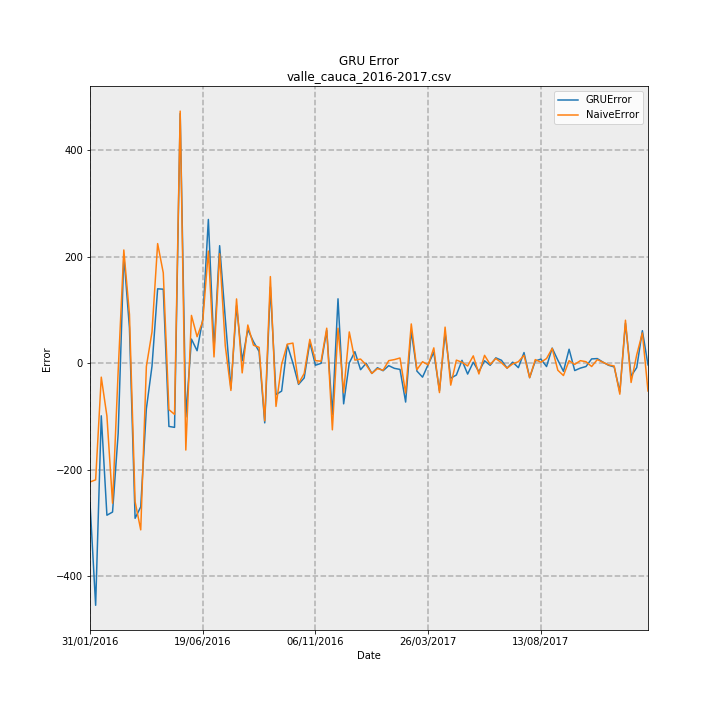 GRU Error
valle_cauca_2016-2017.csv
GRUError
NaiveError
400
200
0
−200
−400
Error
31/01/2016
19/06/2016
06/11/2016
26/03/2017
13/08/2017
Date